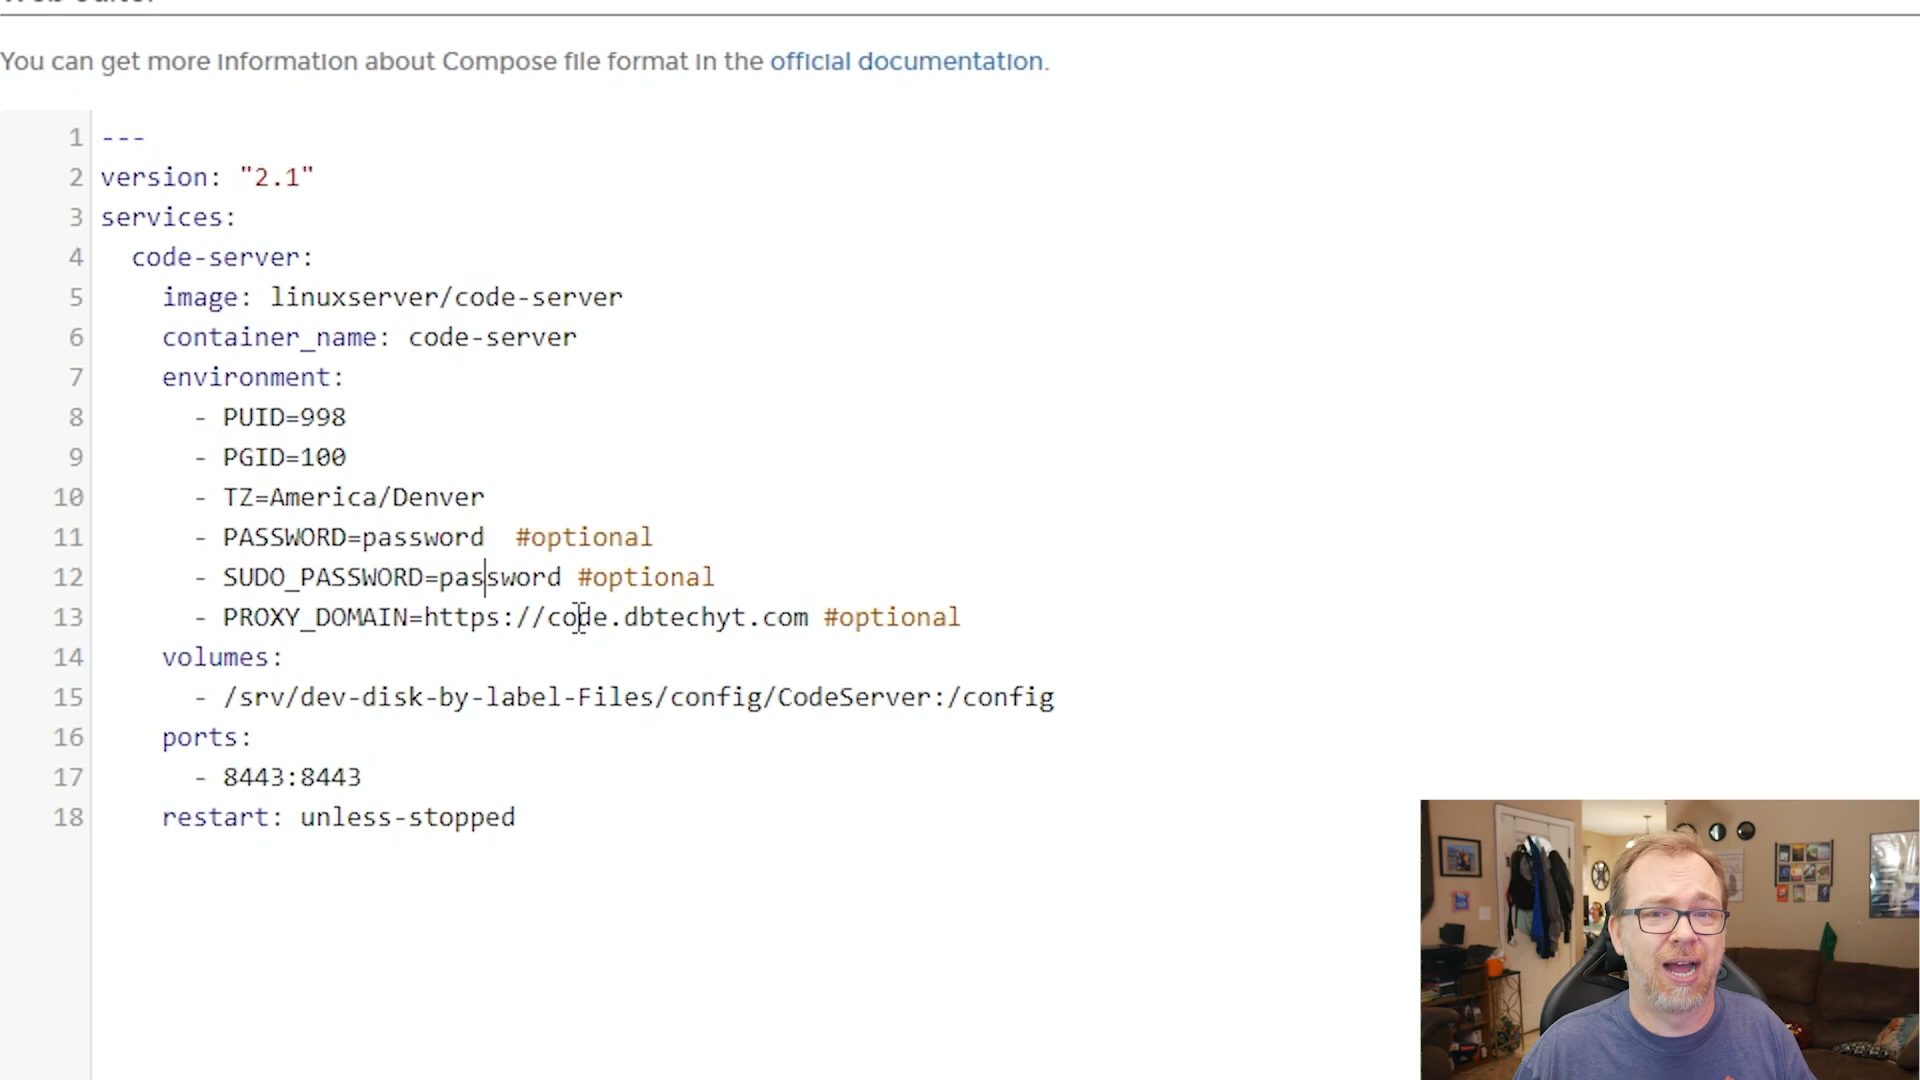 You can get more information about Compose file format in the official documentation.
1 ---
2 version: "2.1"
3 services:
4 code-server:
5 image: linuxserver/code-server
6 container_name: code-server
7 environment:
8 - PUID=998
9 - PGID=100
10 - TZ=America/Denver
11 - PASSWORD=password #optional
12 - SUDO_PASSWORD=password #optional
13 - PROXY_DOMAIN=https://code.dbtechyt.com #optional
14 volumes:
15 - /srv/dev-disk-by-label-Files/config/CodeServer:/config
16 ports:
17 - 8443:8443
18 restart: unless-stopped